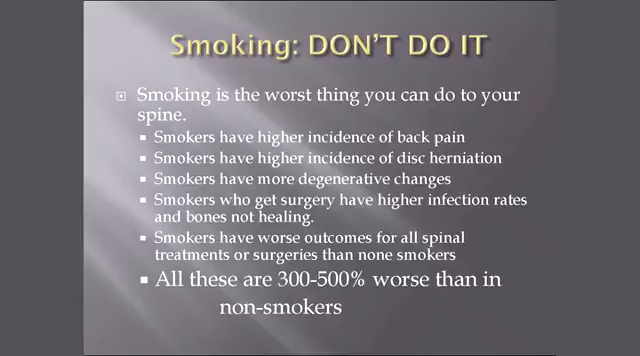 Smoking: DON'T DO IT
Smoking is the worst thing you can do to your
spine.
Smokers have higher incidence of back pain
Smokers have higher incidence of disc herniation
Smokers have more degenerative changes
Smokers who get surgery have higher infection rates
and bones not healing.
Smokers have worse outcomes for all spinal
treatments or surgeries than none smokers
All these are 300-500% worse than in
non-smokers